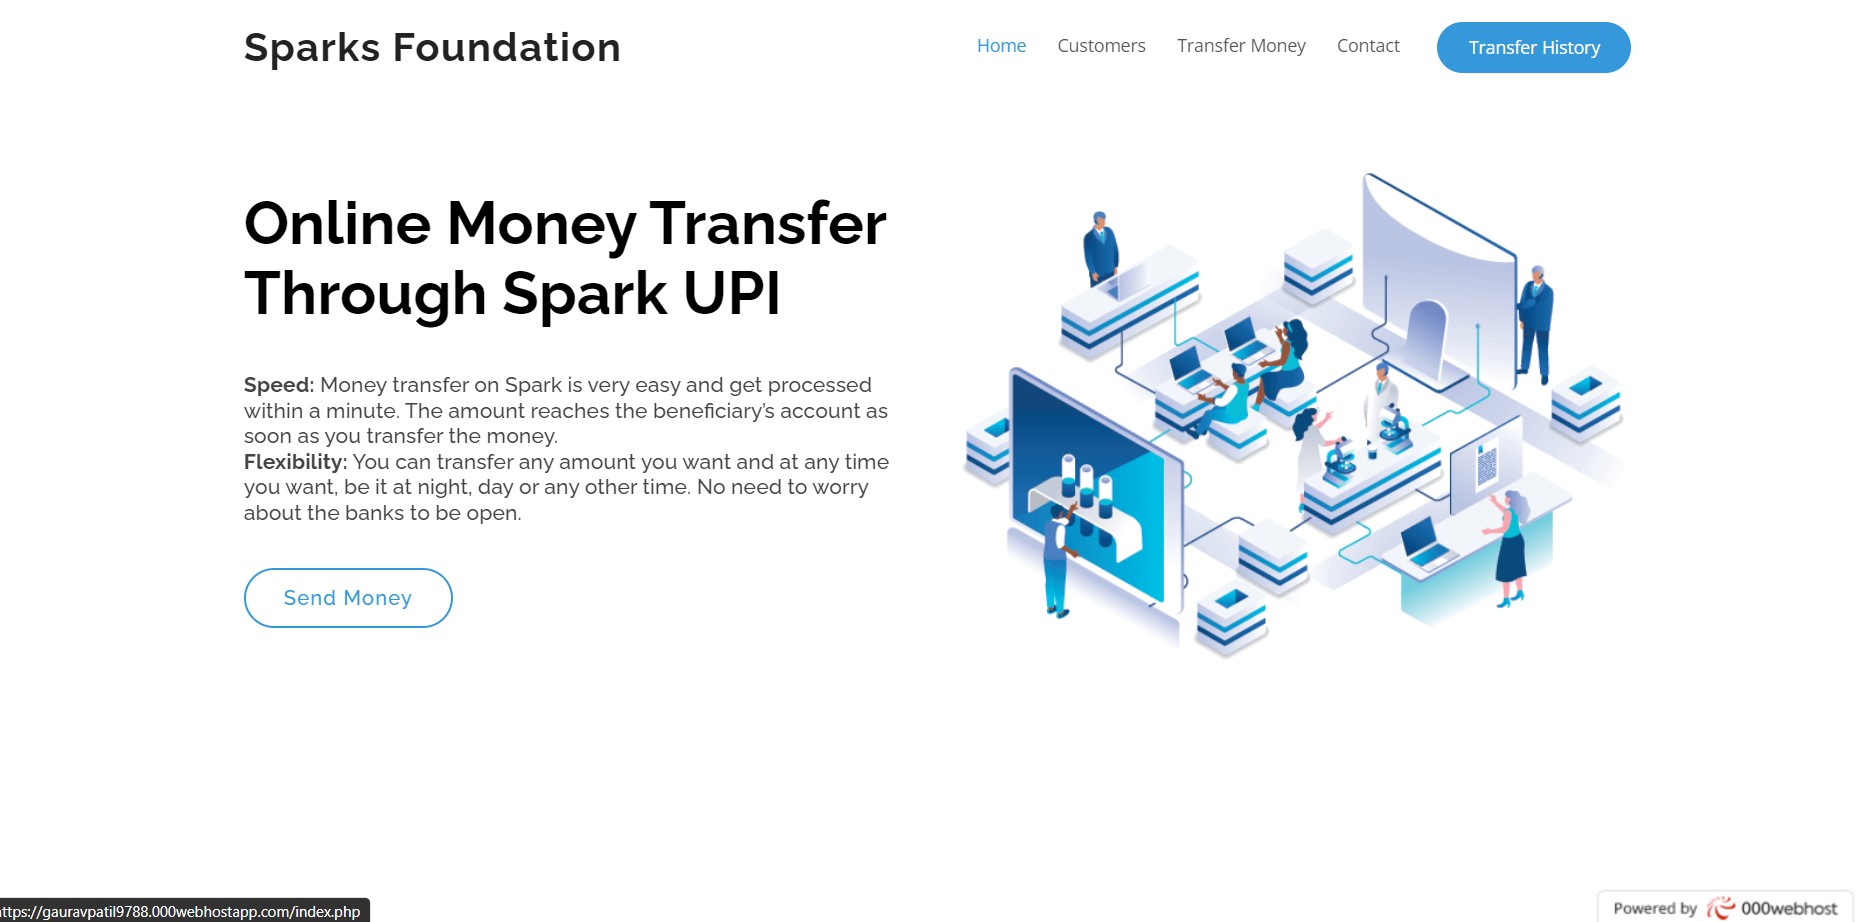 Sparks Foundation
Home
Customers
Transfer Money
Contact
Transfer History
Online Money Transfer
Through Spark UPI
Speed: Money transfer on Spark is very easy and get processed
within a minute. The amount reaches the beneficiary's account as
soon as you transfer the money.
Flexibility: You can transfer any amount you want and at any time
you want, be it at night, day or any other time. No need to worry
about the banks to be open.
Send Money
ttps://gauravpatil9788.000webhostapp.com/index.php
Powered by 000webhost